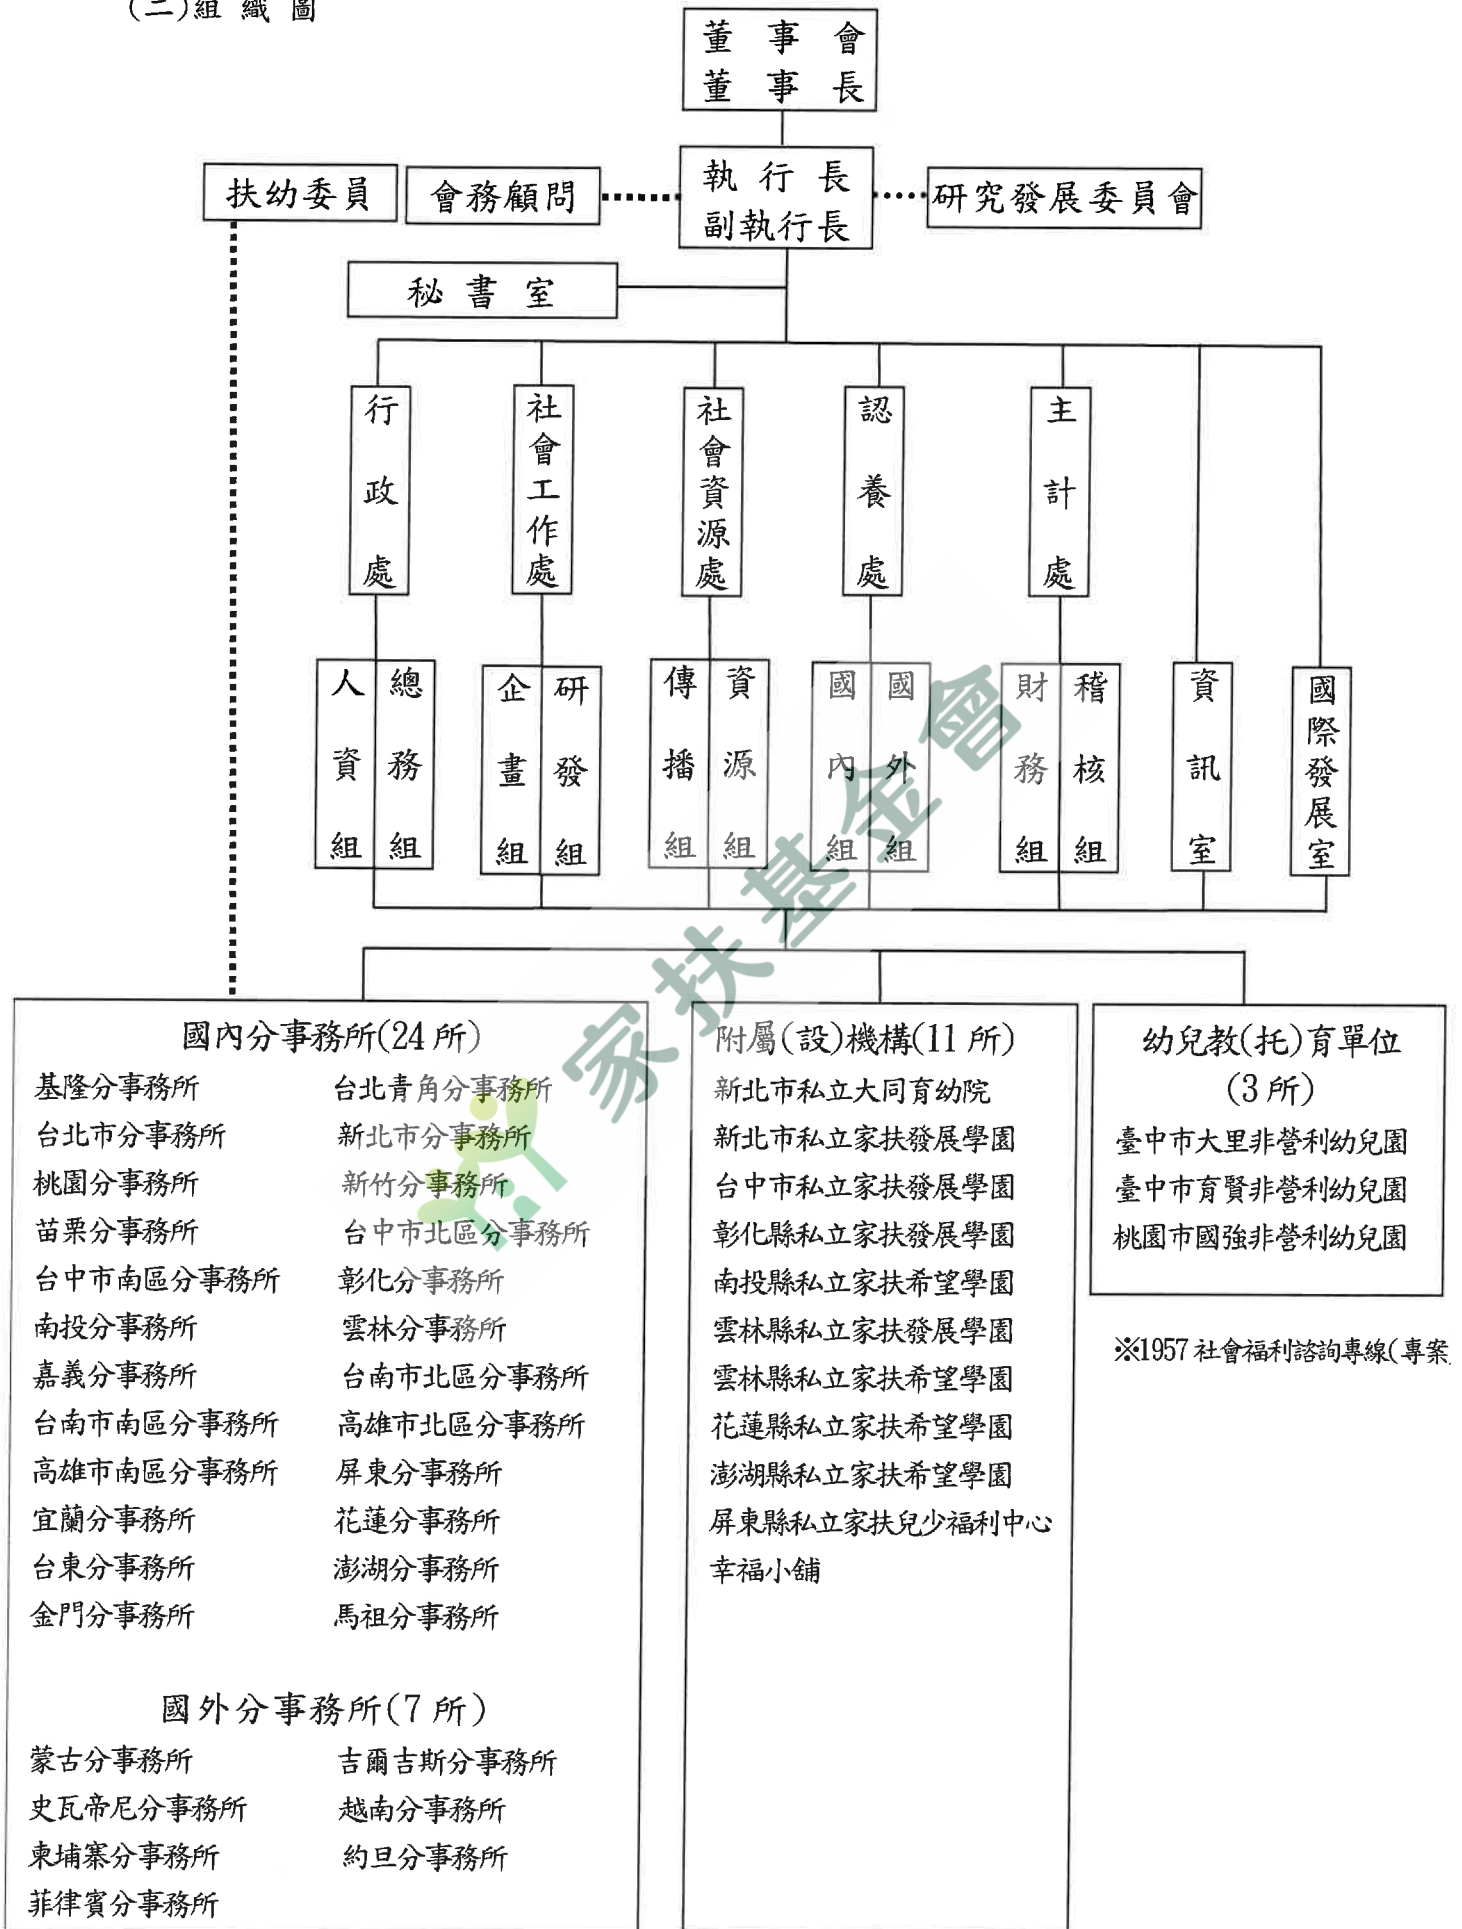 (二)組 織 圖
董 事 會
董 事 長
執 行 長
副執行長
扶幼委員
會務顧問
研究發展委員會
秘 書 室
行政處
社會工作處
社會資源處
認養處
主計處
人資組
總務組
企畫組
研發組
傳播組
資源組
國內組
國外組
財務組
稽核組
資訊室
國際發展室
家扶基金會
國內分事務所(24 所)
基隆分事務所 台北青角分事務所
台北市分事務所 新北市分事務所
桃園分事務所 新竹分事務所
苗栗分事務所 台中市北區分事務所
台中市南區分事務所 彰化分事務所
南投分事務所 雲林分事務所
嘉義分事務所 台南市北區分事務所
台南市南區分事務所 高雄市北區分事務所
高雄市南區分事務所 屏東分事務所
宜蘭分事務所 花蓮分事務所
台東分事務所 澎湖分事務所
金門分事務所 馬祖分事務所
國外分事務所(7 所)
蒙古分事務所 吉爾吉斯分事務所
史瓦帝尼分事務所 越南分事務所
柬埔寨分事務所 約旦分事務所
菲律賓分事務所
附屬(設)機構(11 所)
新北市私立大同育幼院
新北市私立家扶發展學園
台中市私立家扶發展學園
彰化縣私立家扶發展學園
南投縣私立家扶希望學園
雲林縣私立家扶發展學園
雲林縣私立家扶希望學園
花蓮縣私立家扶希望學園
澎湖縣私立家扶希望學園
屏東縣私立家扶兒少福利中心
幸福小舖
幼兒教(托)育單位
(3 所)
臺中市大里非營利幼兒園
臺中市育賢非營利幼兒園
桃園市國強非營利幼兒園
※1957 社會福利諮詢專線(專案